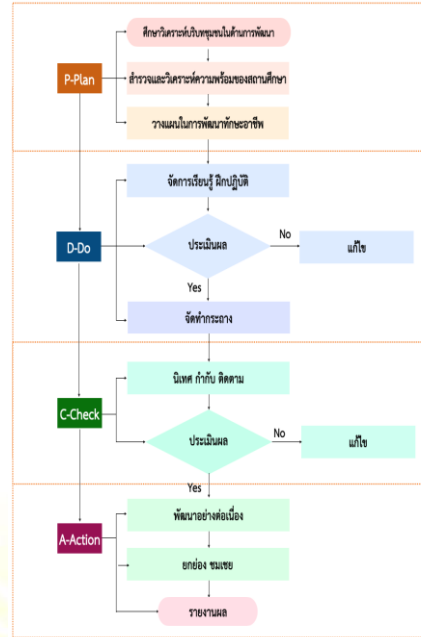 ศึกษาวิเคราะห์บริบทชุมชนในด้านการพัฒนา
P-Plan
สำรวจและวิเคราะห์ความพร้อมของสถานศึกษา
วางแผนในการพัฒนาทักษะอาชีพ
จัดการเรียนรู้ ฝึกปฏิบัติ
D-Do
ประเมินผล
No
แก้ไข
Yes
จัดทำกระถาง
นิเทศ กำกับ ติดตาม
C-Check
ประเมินผล
No
แก้ไข
Yes
พัฒนาอย่างต่อเนื่อง
A-Action
ยกย่อง ชมเชย
รายงานผล